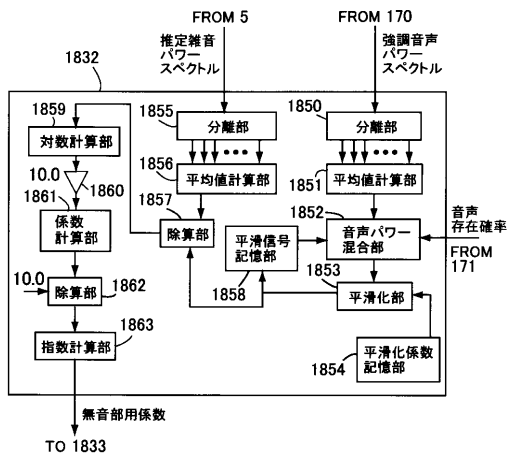 FROM 5
FROM 170
推定雑音
パワー
スペクトル
強調音声
パワー
スペクトル
1832
1859
対数計算部
1855
分離部
1850
分離部
10.0
1860
1856
平均値計算部
1851
平均値計算部
1861
係数
計算部
1857
除算部
平滑信号
記憶部
1858
1852
音声パワー
混合部
音声
存在確率
FROM
171
10.0
除算部
1862
1853
平滑化部
1863
指数計算部
1854
平滑化係数
記憶部
無音部用係数
TO 1833